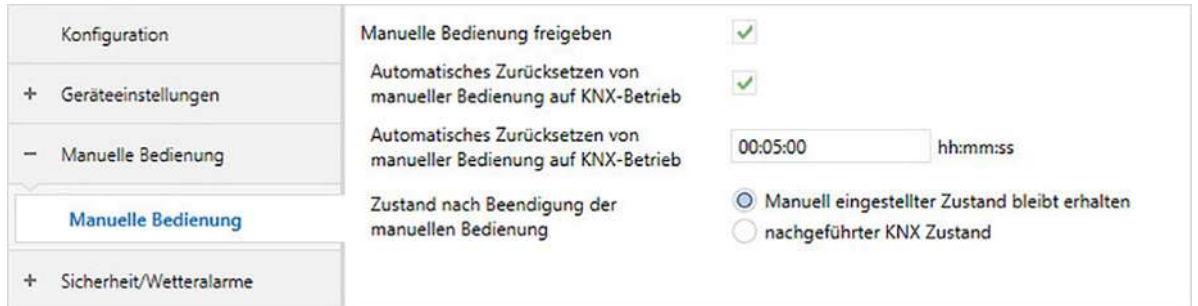 Konfiguration
+ Geräteeinstellungen
− Manuelle Bedienung
Manuelle Bedienung
+ Sicherheit/Wetteralarme
Manuelle Bedienung freigeben
Automatisches Zurücksetzen von
manueller Bedienung auf KNX-Betrieb
Automatisches Zurücksetzen von
manueller Bedienung auf KNX-Betrieb
00:05:00 hh:mm:ss
Zustand nach Beendigung der
manuellen Bedienung
Manuell eingestellter Zustand bleibt erhalten
nachgeführter KNX Zustand